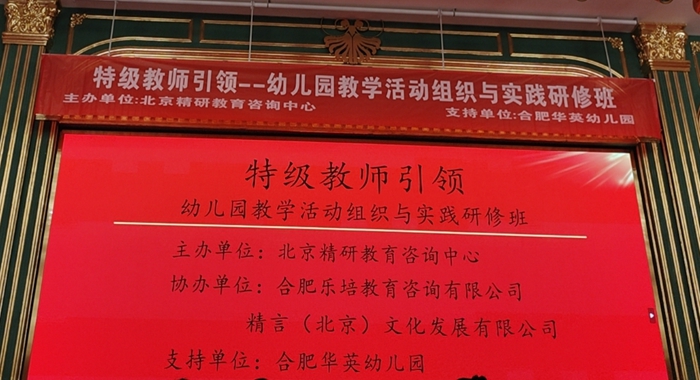 特级教师引领--幼儿园教学活动组织与实践研修班
主办单位:北京精研教育咨询中心 支持单位:合肥华英幼儿园
特级教师引领
幼儿园教学活动组织与实践研修班
主办单位：北京精研教育咨询中心
协办单位：合肥乐培教育咨询有限公司
精言（北京）文化发展有限公司
支持单位：合肥华英幼儿园